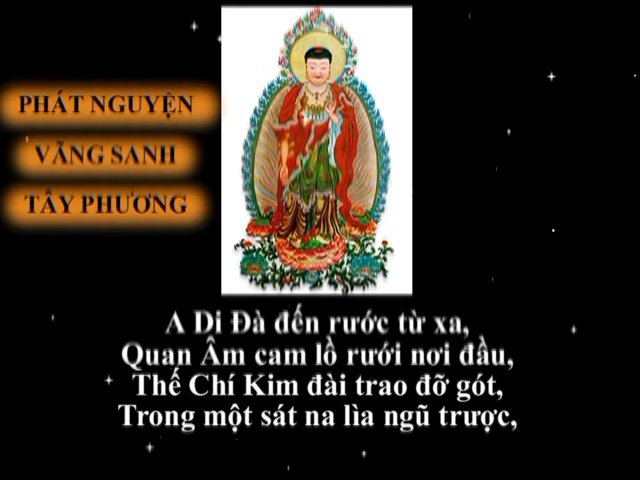 PHÁT NGUYỆN
VÃNG SANH
TÂY PHƯƠNG
A Di Đà đến rước từ xa,
Quan Âm cam lồ rưới nơi đầu,
Thế Chí Kim đài trao đỡ gót,
Trong một sát na lìa ngũ trược,